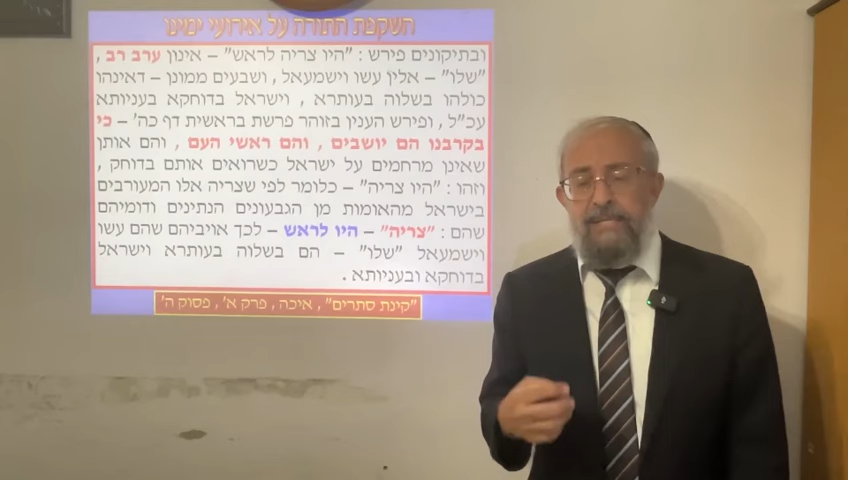 השקפת התורה על אירועי ימינו
ובתיקונים פירש : "היו צריה לראש" – אינון ערב רב ,
"שלו" – אלין עשו וישמעאל , ושבעים ממונן – דאינהו
כולהו בשלוה בעותרא , וישראל בדוחקא בעניותא
עכ"ל , ופירש הענין בזוהר פרשת בראשית דף כה' – כי
בקרבנו הם יושבים , והם ראשי העם , והם אותן
שאינן מרחמים על ישראל כשרואים אותם בדוחק ,
וזהו : "היו צריה" – כלומר לפי שצריה אלו המעורבים
בישראל מהאומות מן הגבעונים הנתינים ודומיהם
שהם : "צריה" – היו לראש – לכך אויביהם שהם עשו
וישמעאל "שלו" – הם בשלוה בעותרא וישראל
בדוחקא ובעניותא .
"קינת סתרים" , איכה , פרק א' , פסוק ה'